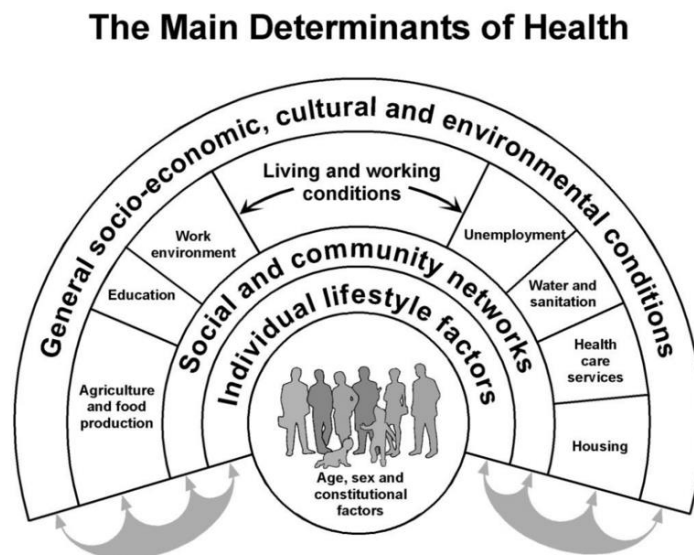 The Main Determinants of Health
General socio-economic, cultural and environmental conditions
Living and working
conditions
Work
environment
Unemployment
Education
Water and
sanitation
Agriculture
and food
production
Health
care
services
Housing
Social and community networks
Individual lifestyle factors
Age, sex and
constitutional
factors